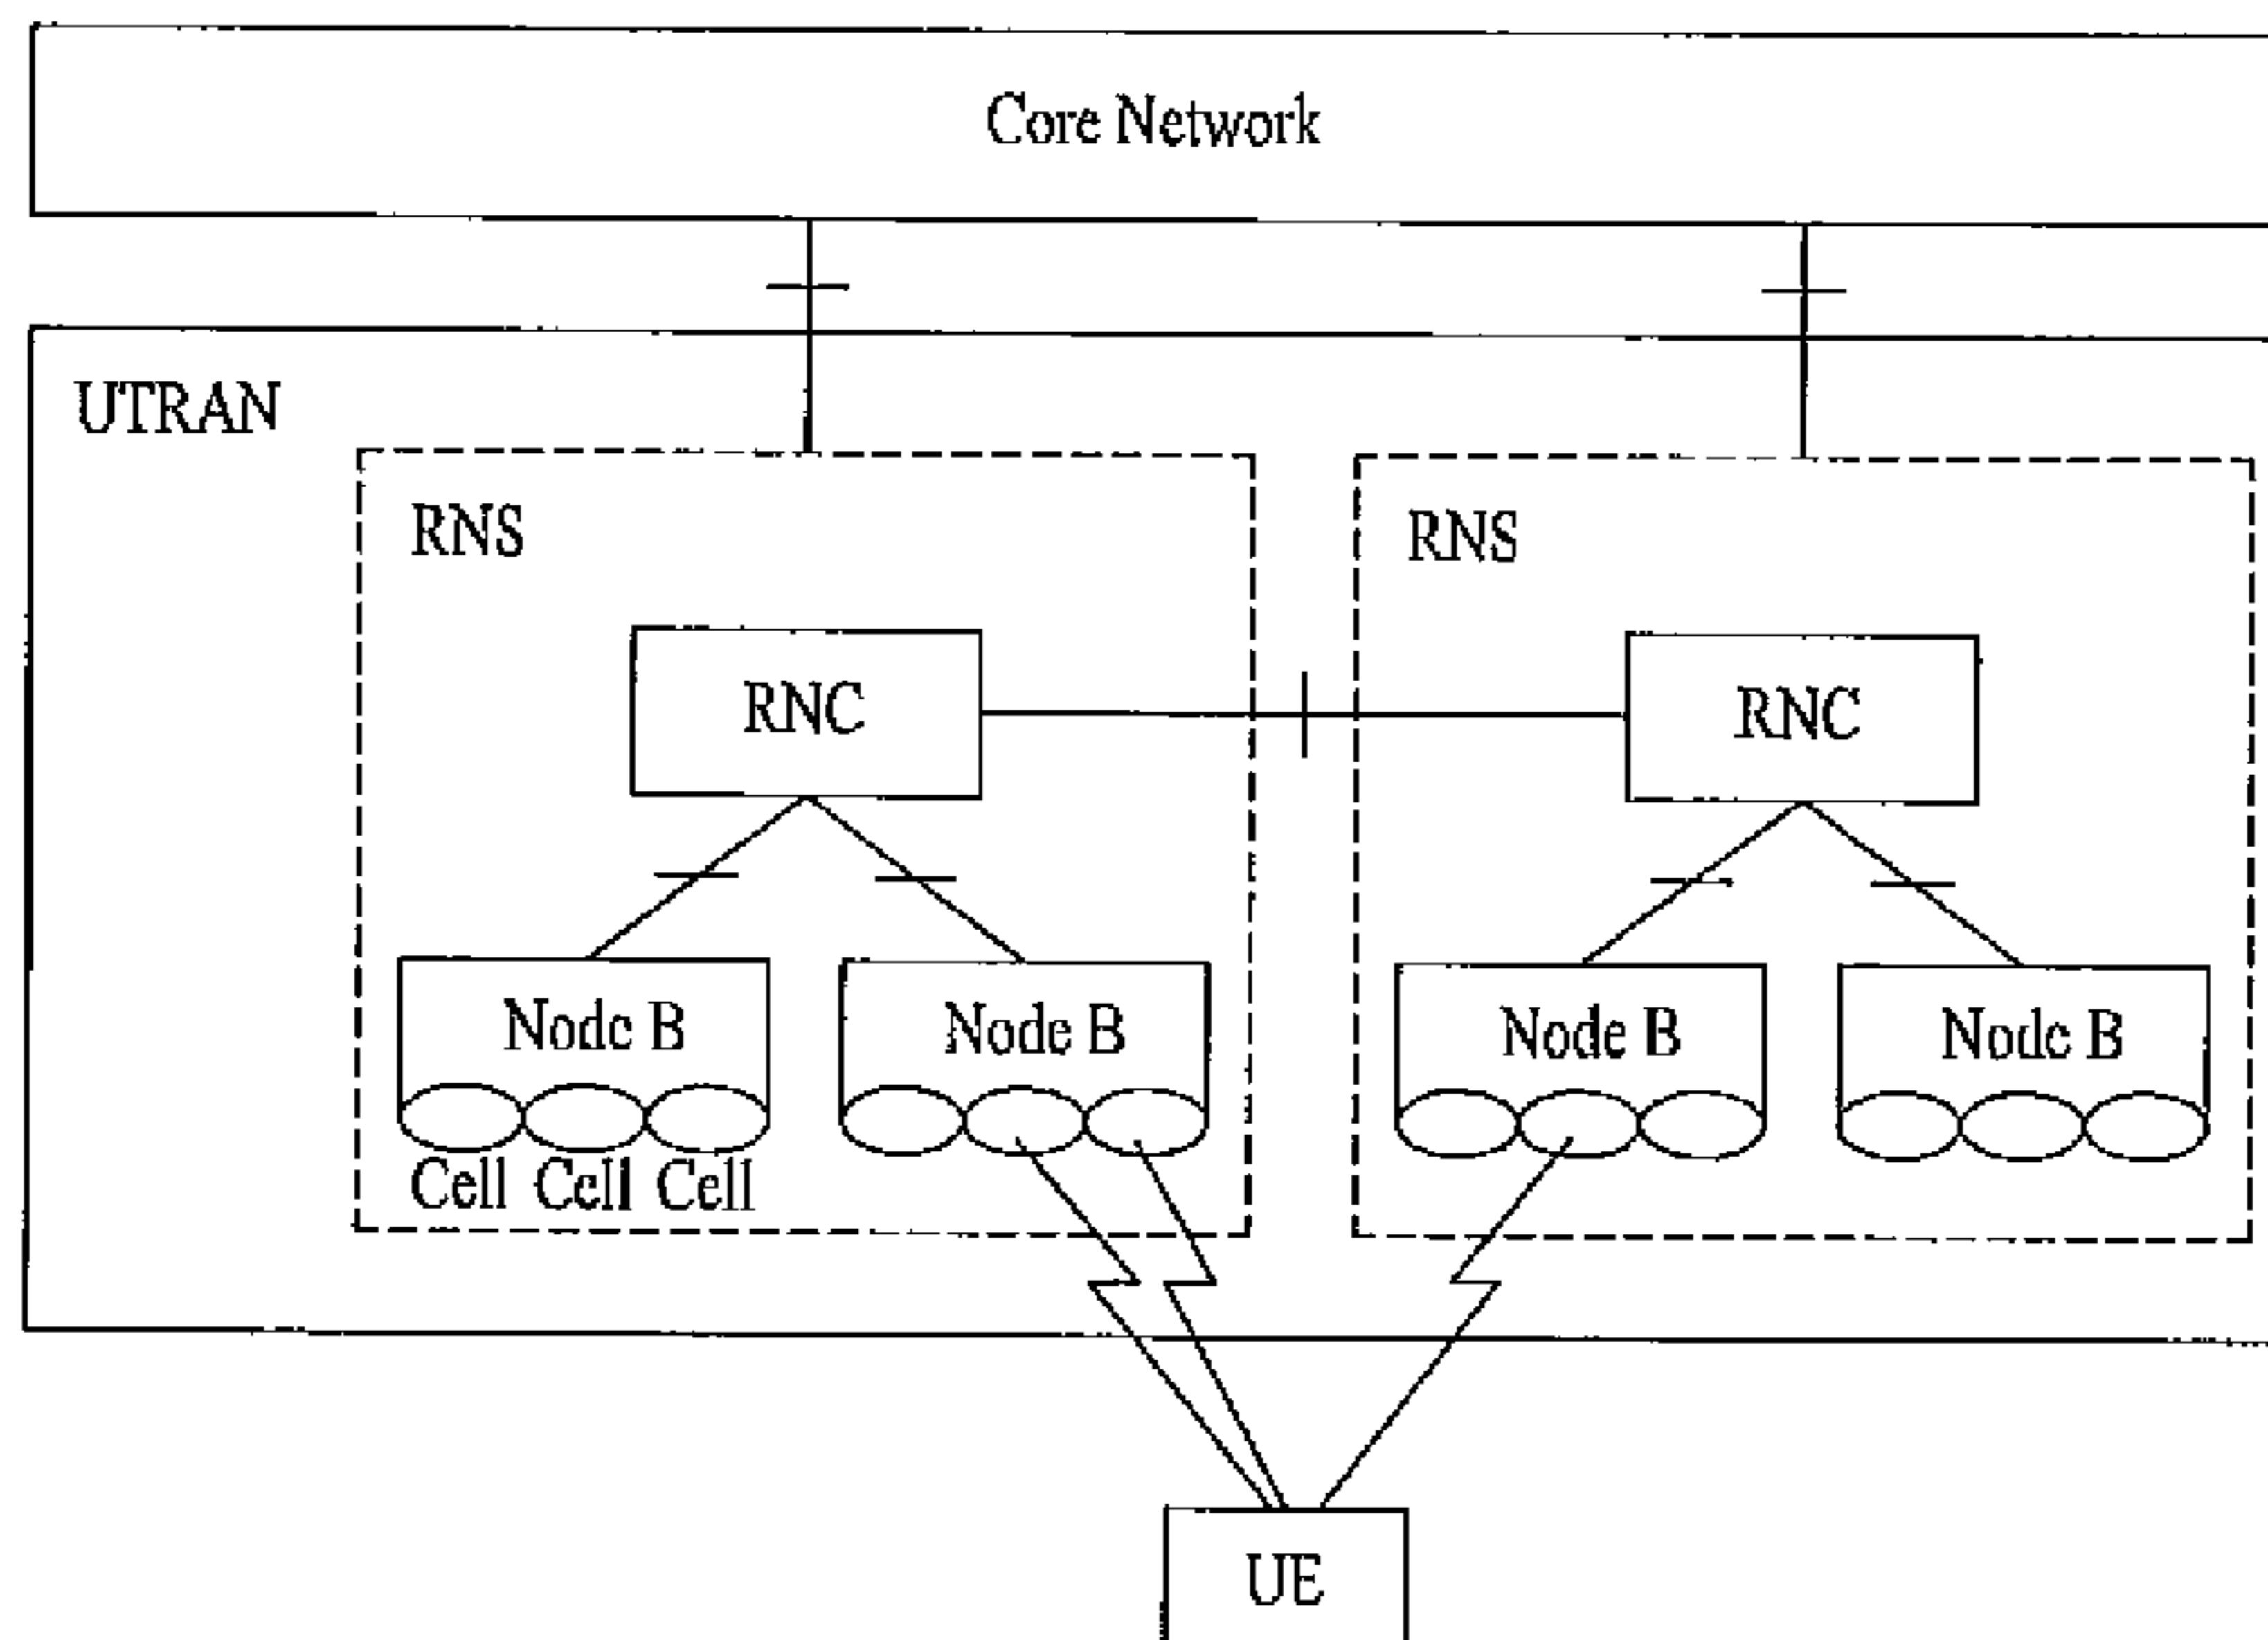 Core Network
UTRAN
RNS
RNS
RNC
RNC
Node B
Node B
Node B
Node B
Cell Cell Cell
UE